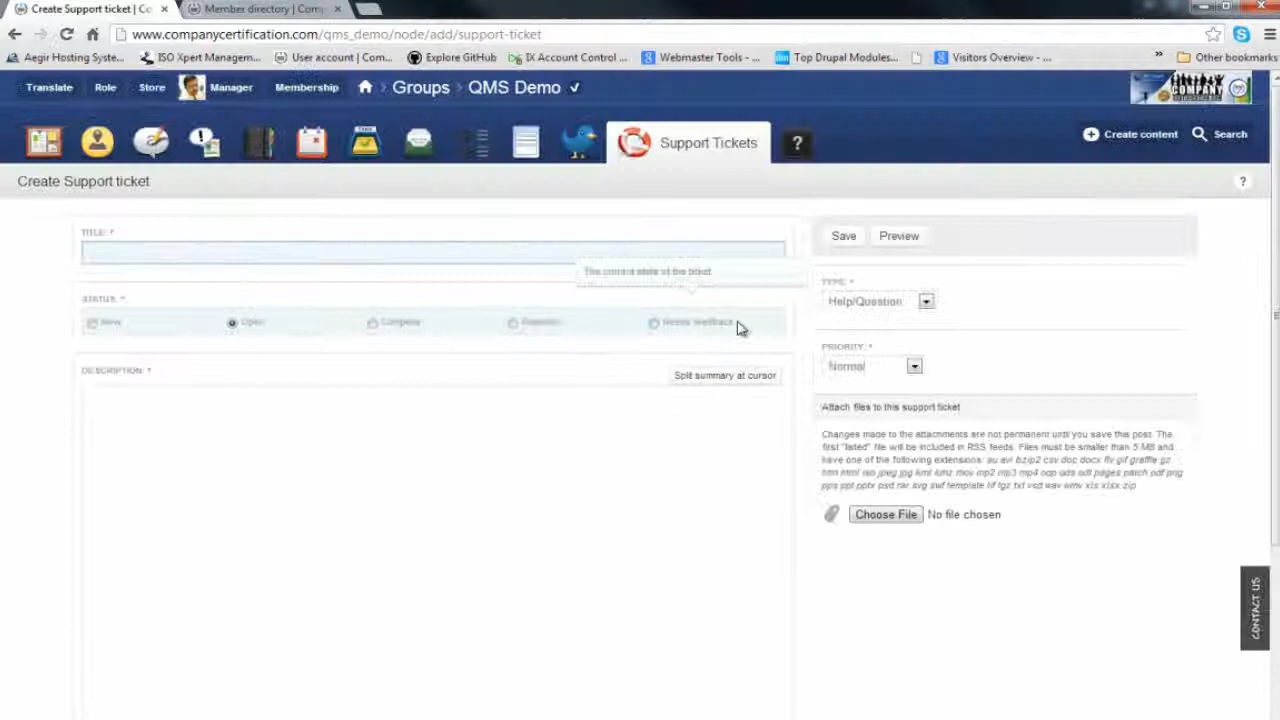 Create Support ticket | Co
Member directory | Com
www.companycertification.com/qms_demo/node/add/support-ticket
Aegir Hosting Syste...
ISO Xpert Managem...
User account | Com...
Explore GitHub
IX Account Control ...
Webmaster Tools - ...
Top Drupal Modules...
Visitors Overview - ...
»
Other bookmarks
Translate
Role
Store
Manager
Membership
Groups
QMS Demo
COMPANY
Support Tickets
?
Create content
Search
Create Support ticket
?
TITLE: *
The current state of the ticket
STATUS: *
New
Open
Needs feedback
DESCRIPTION: *
Split summary at cursor
Save
Preview
TYPE: *
Help/Question
PRIORITY: *
Normal
Attach files to this support ticket
Changes made to the attachments are not permanent until you save this post. The
first "listed" file will be included in RSS feeds. Files must be smaller than 5 MB and
have one of the following extensions: au avi bzip2 csv doc docx flv gif graffle gz
htm html iso jpeg jpg kml kmz mov mp2 mp3 mp4 odp ods odt pages patch pdf png
pps ppt pptx psd rar svg swf template tif tgz txt vsd wav wmv xls xlsx zip
Choose File
No file chosen
CONTACT US